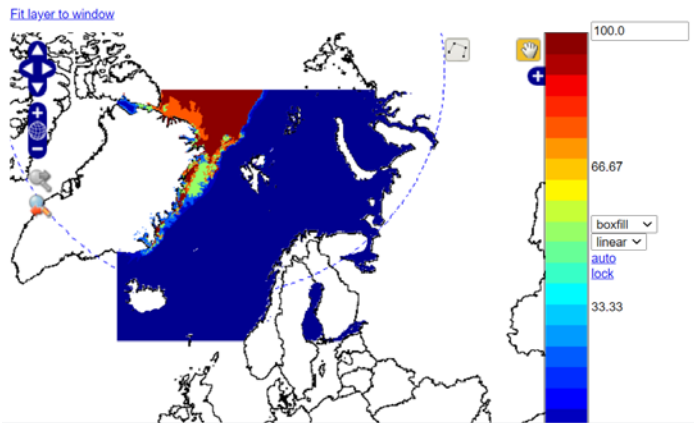 Fit layer to window
100.0
66.67
boxfill
linear
auto
lock
33.33